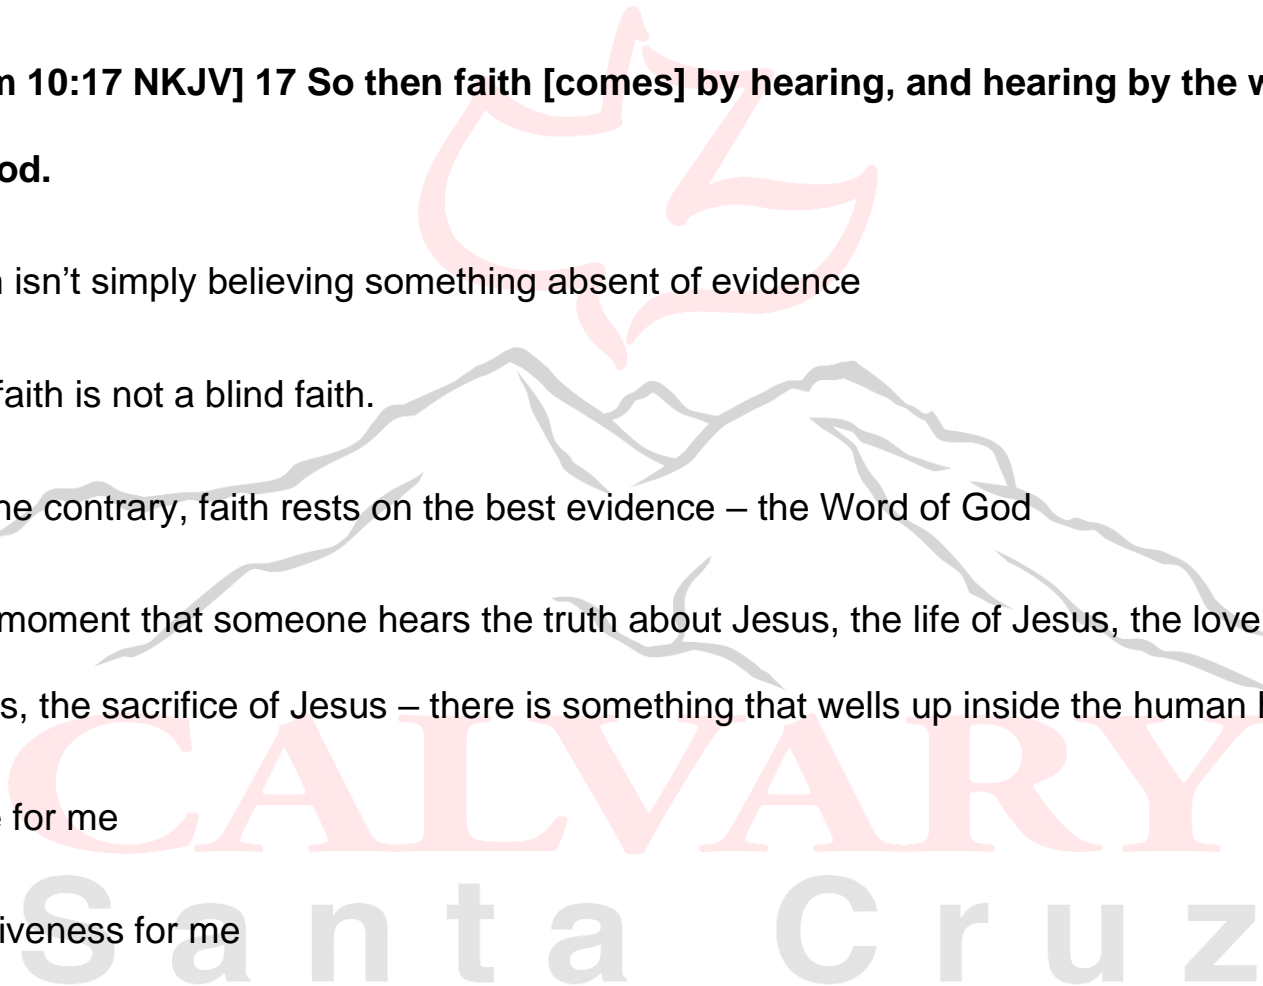 m 10:17 NKJV] 17 So then faith [comes] by hearing, and hearing by the w
od.
isn’t simply believing something absent of evidence
faith is not a blind faith.
he contrary, faith rests on the best evidence – the Word of God
moment that someone hears the truth about Jesus, the life of Jesus, the love
s, the sacrifice of Jesus – there is something that wells up inside the human
for me
iveness for me
CALVARY
Santa Cruz